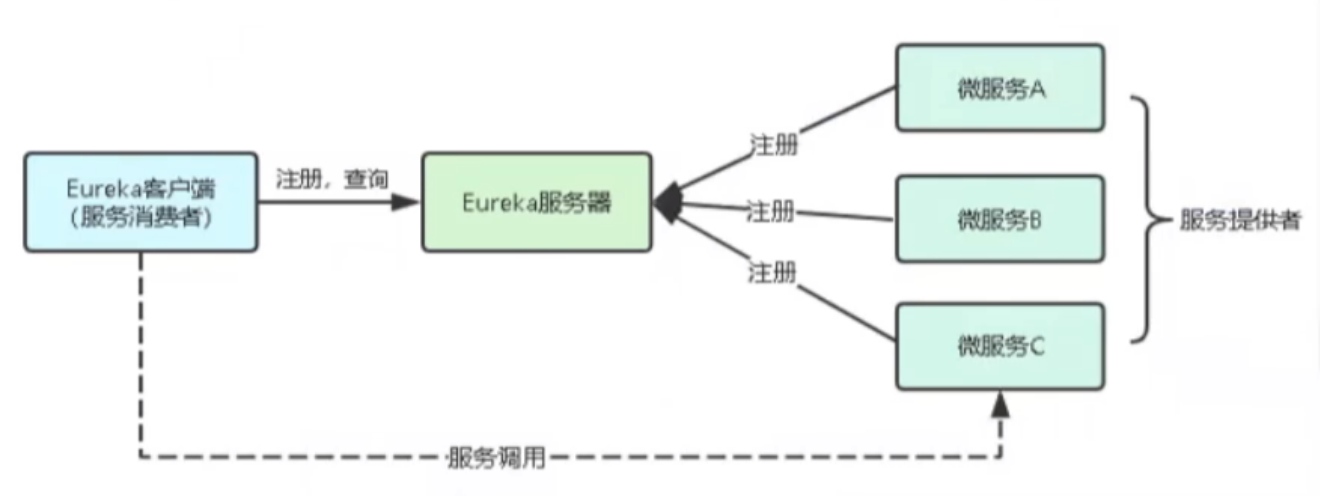 微服务A
注册
Eureka客户端
(服务消费者)
注册，查询
Eureka服务器
注册
微服务B
服务提供者
注册
微服务C
服务调用